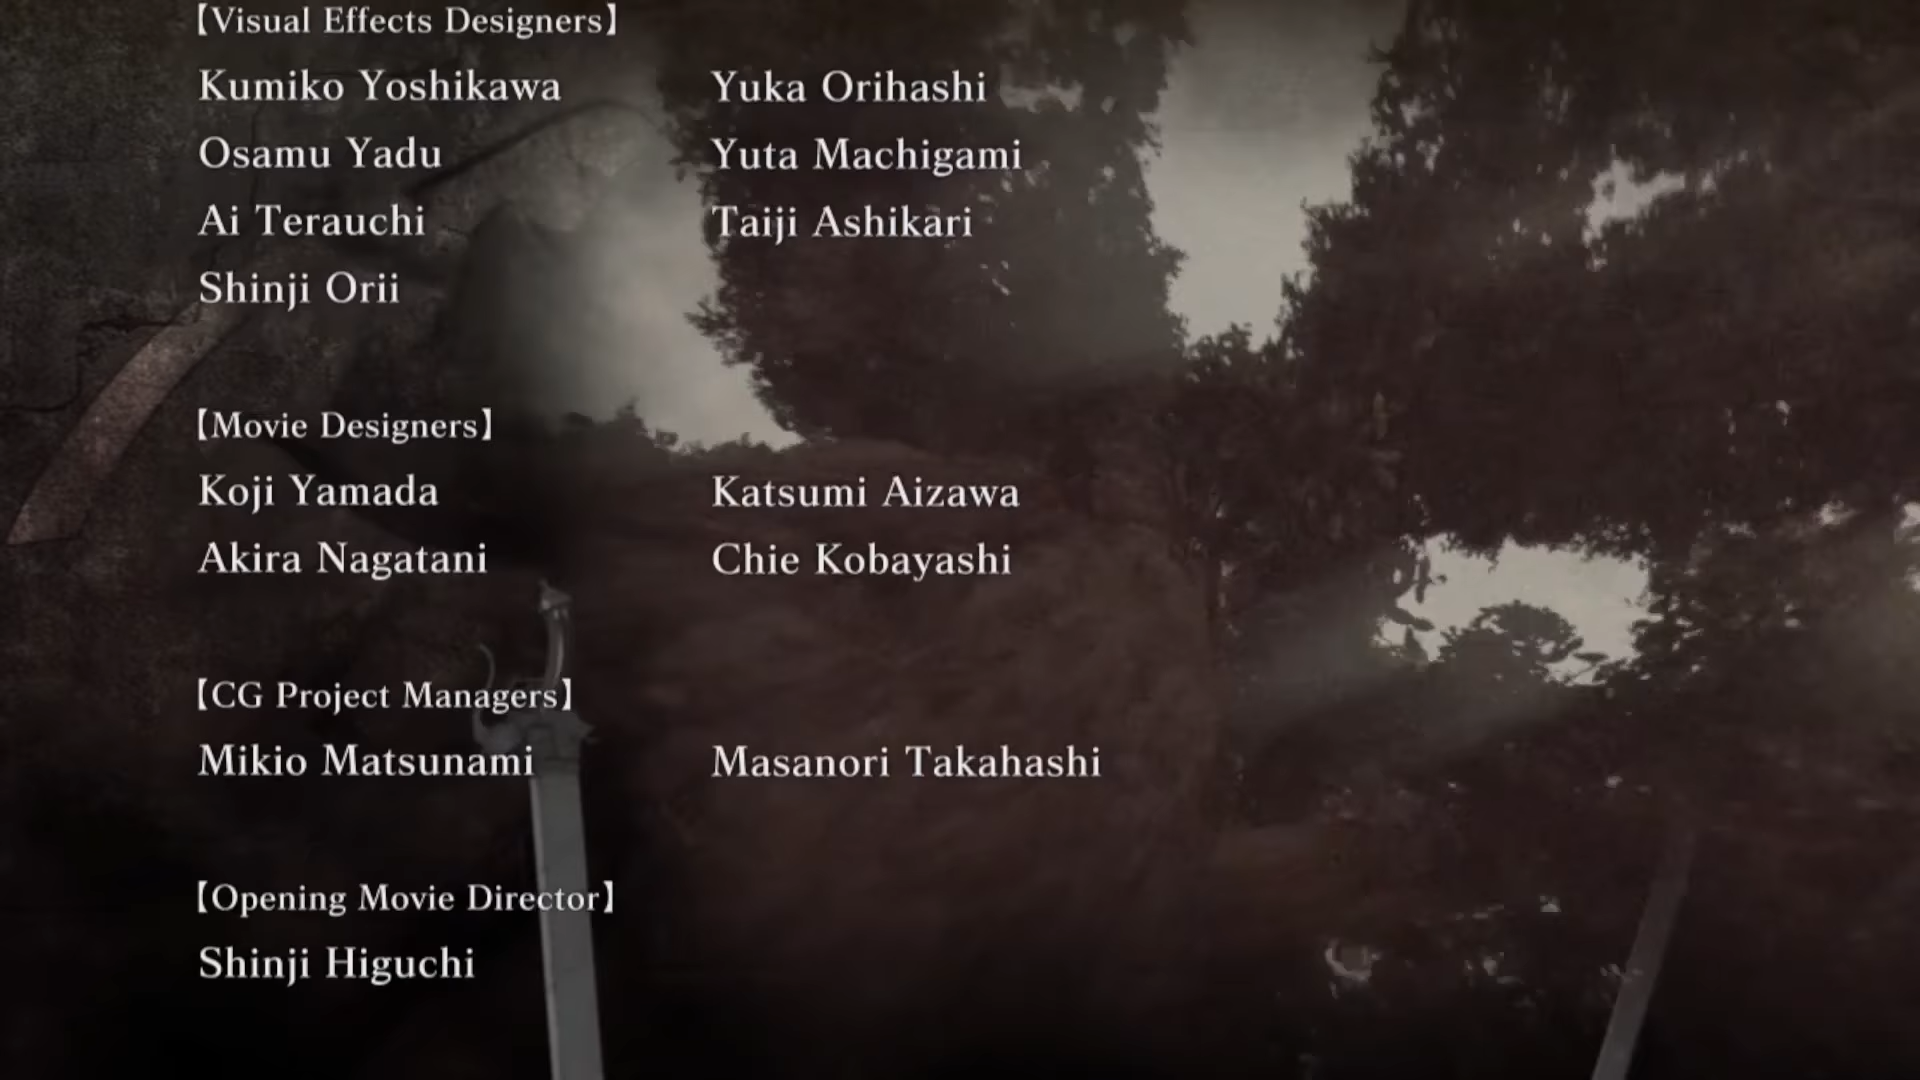 【Visual Effects Designers】
Kumiko Yoshikawa Yuka Orihashi
Osamu Yadu Yuta Machigami
Ai Terauchi Taiji Ashikari
Shinji Orii
【Movie Designers】
Koji Yamada Katsumi Aizawa
Akira Nagatani Chie Kobayashi
【CG Project Managers】
Mikio Matsunami Masanori Takahashi
【Opening Movie Director】
Shinji Higuchi